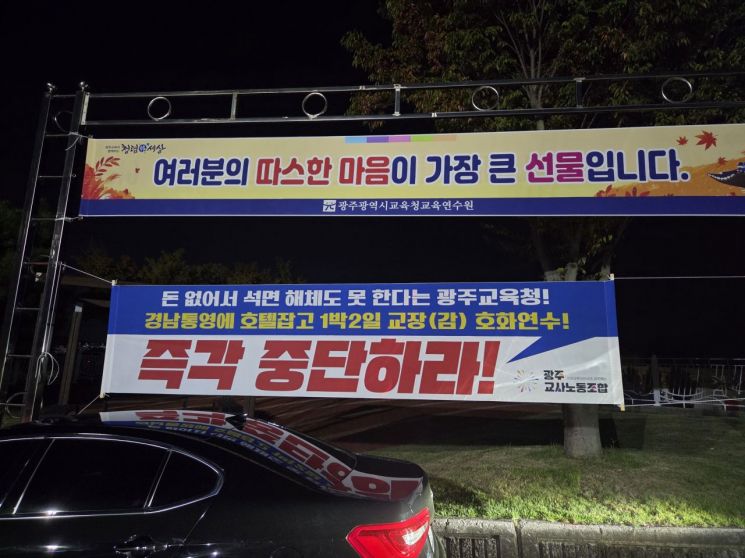 청렴 세상
여러분의 따스한 마음이 가장 큰 선물입니다.
광주광역시교육청교육연수원
돈 없어서 석면 해체도 못 한다는 광주교육청!
경남통영에 호텔잡고 1박2일 교장(감) 호화연수!
즉각 중단하라!
광주
교사노동조합